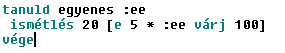 tanuld egyenes :ee
ismétlés 20 [e 5 * :ee várj 100]
vége